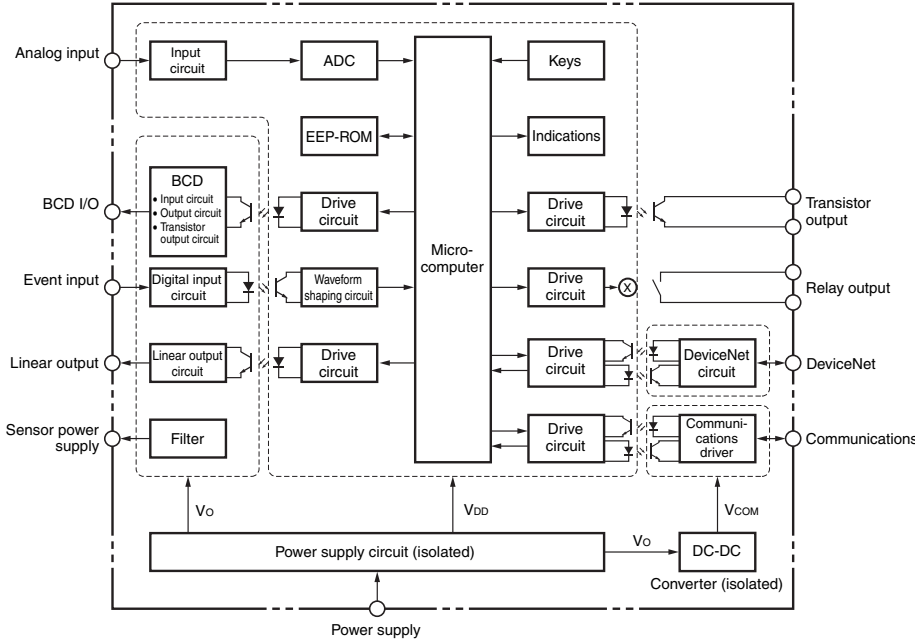 Analog input
Input
circuit
ADC
Keys
EEP-ROM
Indications
Micro-
computer
BCD I/O
BCD
• Input circuit
• Output circuit
• Transistor
output circuit
Drive
circuit
Drive
circuit
Transistor
output
Event input
Digital input
circuit
Waveform
shaping circuit
Drive
circuit
X
Relay output
Linear output
Linear output
circuit
Drive
circuit
Drive
circuit
DeviceNet
circuit
DeviceNet
Sensor power
supply
Filter
Drive
circuit
Communi-
cations
driver
Communications
VO
VDD
VCOM
Power supply circuit (isolated)
VO
DC-DC
Converter (isolated)
Power supply